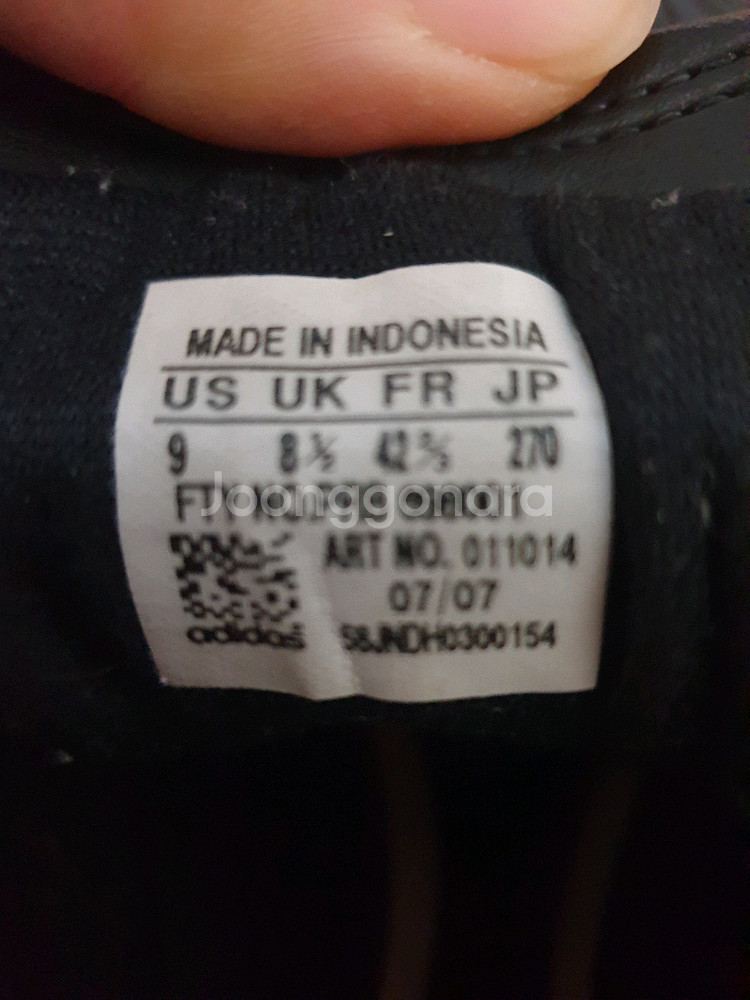 MADE IN INDONESIA
US UK FR JP
9 8½ 42⅔ 270
Joonggonara
ART NO. 011014
07/07
adidas 58JNDH0300154